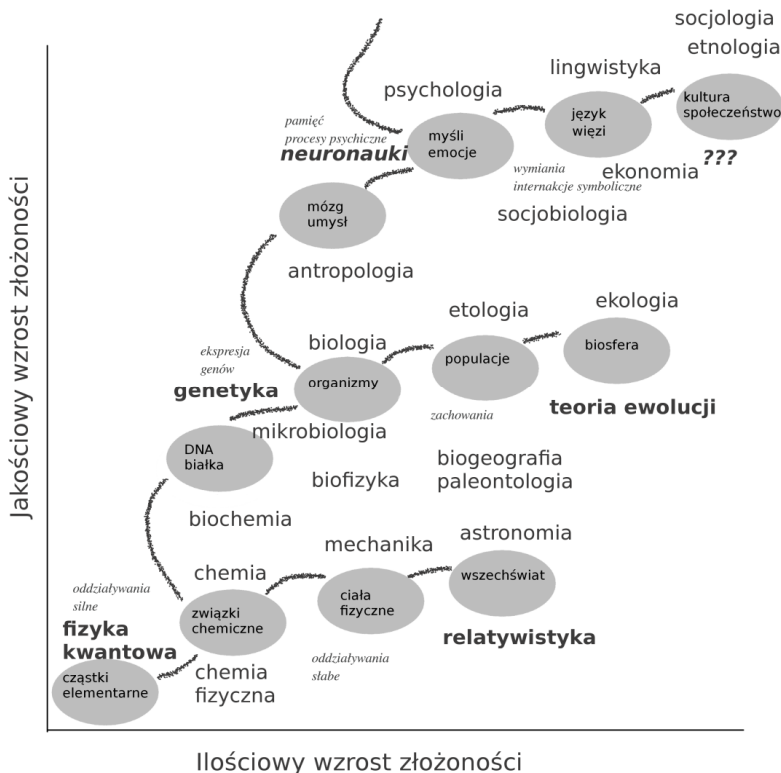 socjologia
etnologia
lingwistyka
psychologia
kultura
społeczeństwo
język
więzi
pamięć
procesy psychiczne
neuronauki
myśli
emocje
???
wymiania
ekonomia
internakcje symboliczne
socjobiologia
mózg
umysł
antropologia
ekologia
etologia
biologia
biosfera
populacje
ekspresja
genów
genetyka
organizmy
teoria ewolucji
zachowania
mikrobiologia
DNA
białka
biofizyka
biogeografia
paleontologia
biochemia
astronomia
mechanika
chemia
wszechświat
oddziaływania
silne
fizyka
kwantowa
związki
chemiczne
ciała
fizyczne
relatywistyka
oddziaływania
słabe
chemia
fizyczna
cząstki
elementarne
Jakościowy wzrost złożoności
Ilościowy wzrost złożoności